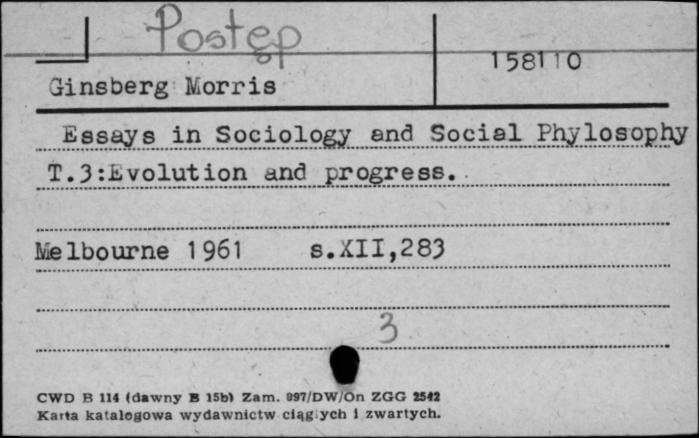 Postęp
158110
Ginsberg Morris
Essays in Sociology and Social Phylosophy
T.3:Evolution and progress.
Melbourne 1961 s.XII,283
3
CWD B 114 (dawny B 15b) Zam. 997/DW/On ZGG 2542
Karta katalogowa wydawnictw ciągłych i zwartych.